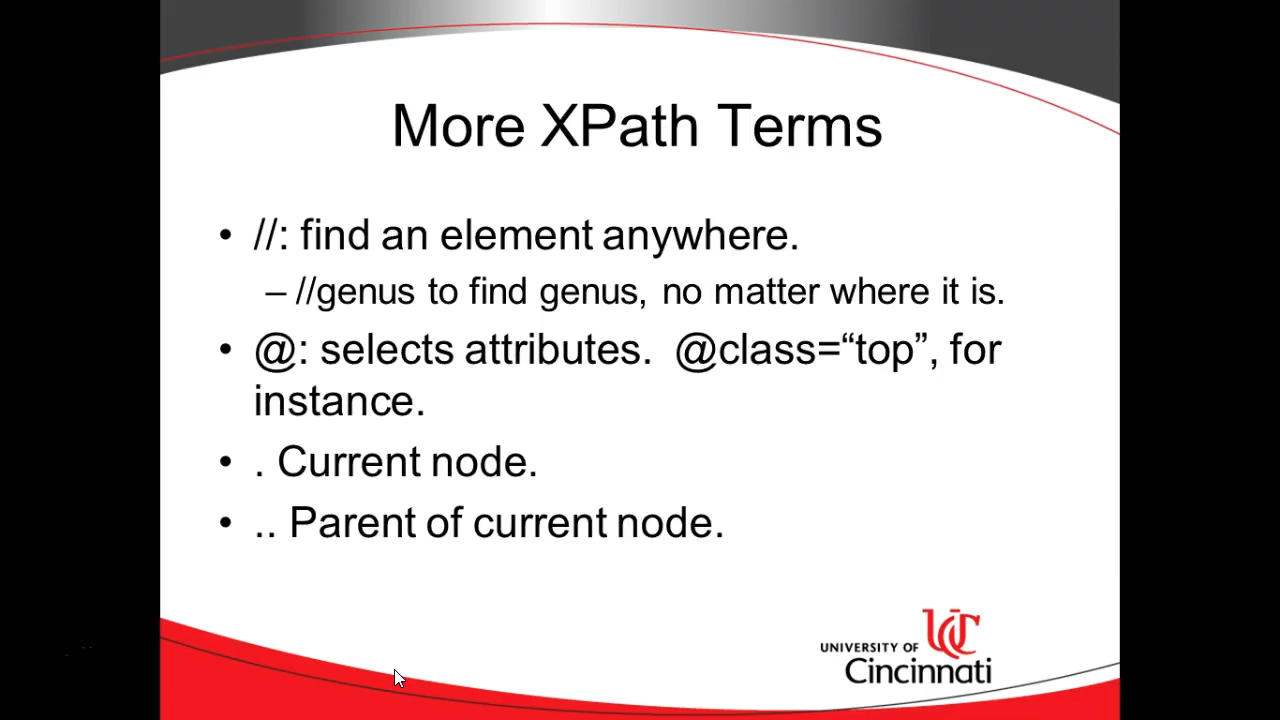 More XPath Terms
• //: find an element anywhere.
– //genus to find genus, no matter where it is.
• @: selects attributes.  @class=“top”, for
instance.
• . Current node.
• .. Parent of current node.
UC
UNIVERSITY OF
Cincinnati